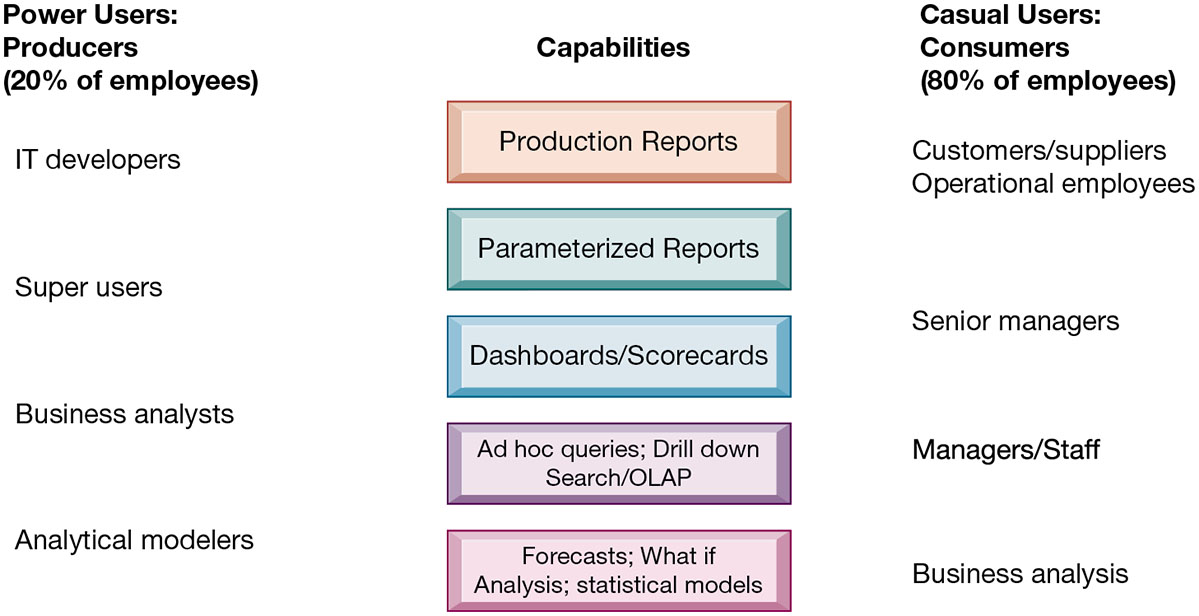 Power Users:
Producers
(20% of employees)
Capabilities
Casual Users:
Consumers
(80% of employees)
IT developers
Production Reports
Customers/suppliers
Operational employees
Parameterized Reports
Super users
Senior managers
Dashboards/Scorecards
Business analysts
Ad hoc queries; Drill down
Search/OLAP
Managers/Staff
Analytical modelers
Forecasts; What if
Analysis; statistical models
Business analysis